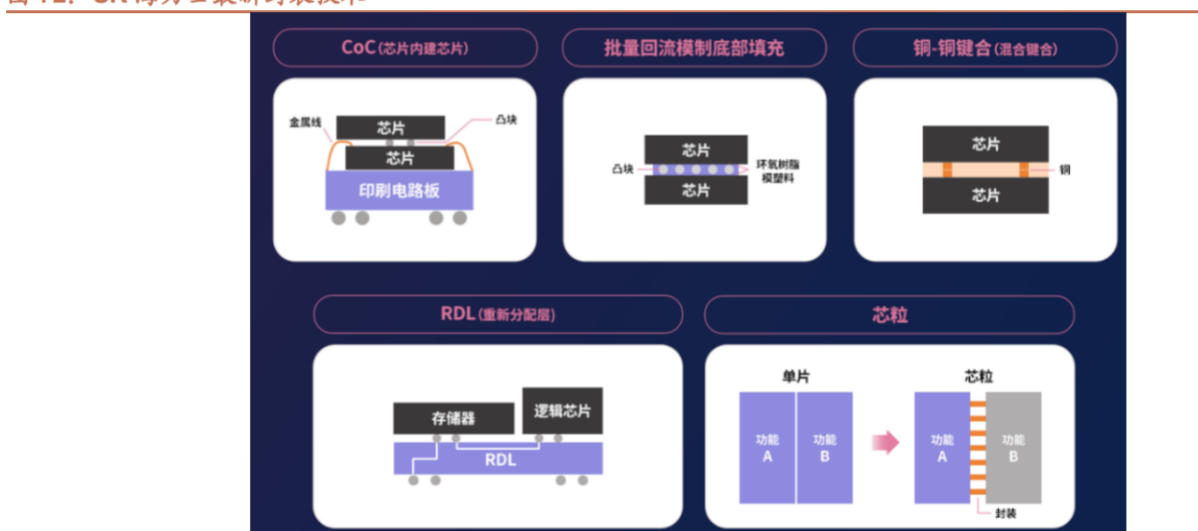 CoC(芯片内建芯片)
批量回流模制底部填充
铜-铜键合(混合键合)
金属线
芯片
凸块
芯片
印刷电路板
芯片
凸块
环氧树脂
模塑料
芯片
芯片
铜
芯片
RDL(重新分配层)
芯粒
存储器
逻辑芯片
RDL
单片
芯粒
功能
A
功能
B
功能
A
功能
B
封装